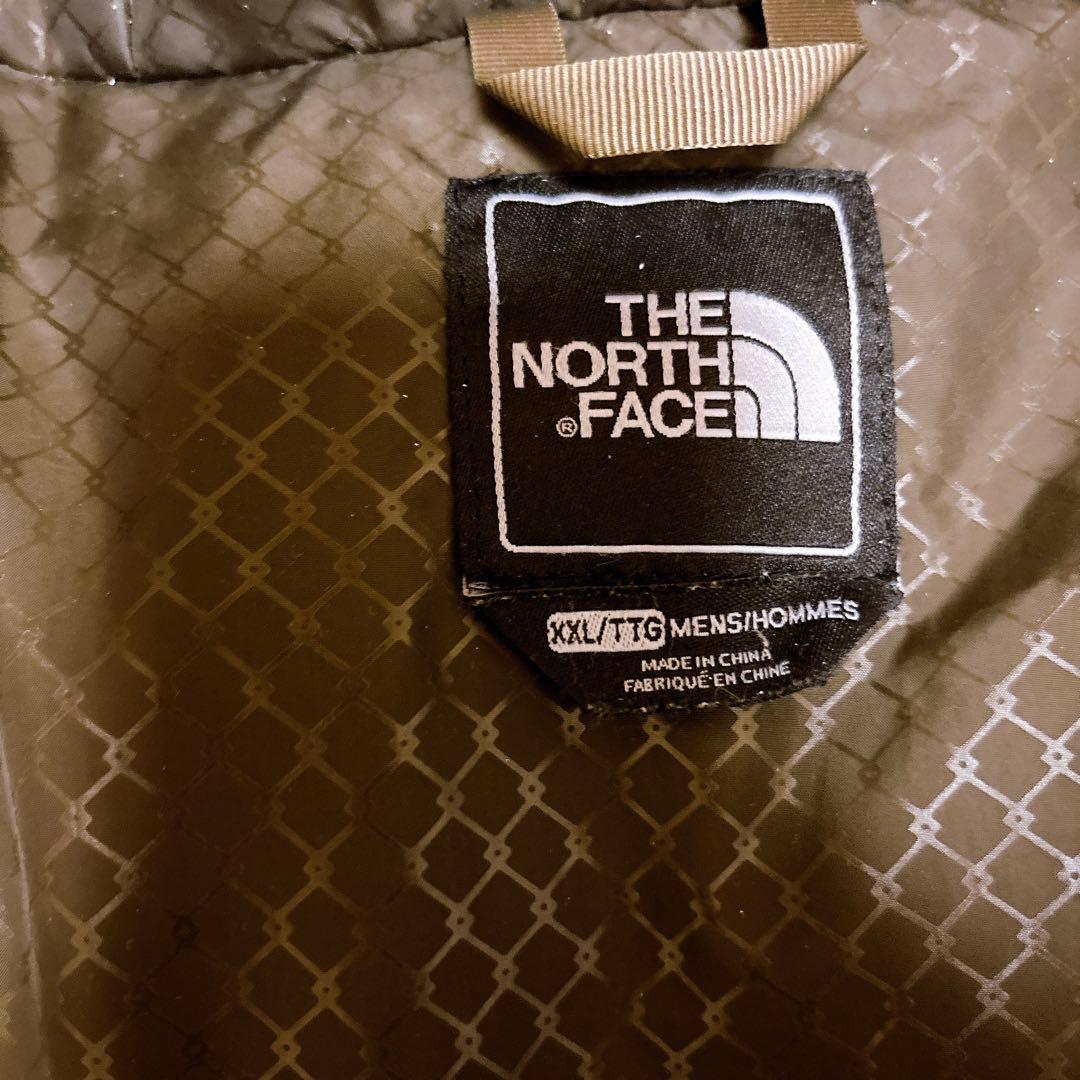 THE
NORTH
®FACE
XXL/TTG MENS/HOMMES
MADE IN CHINA
FABRIQUÉ EN CHINE